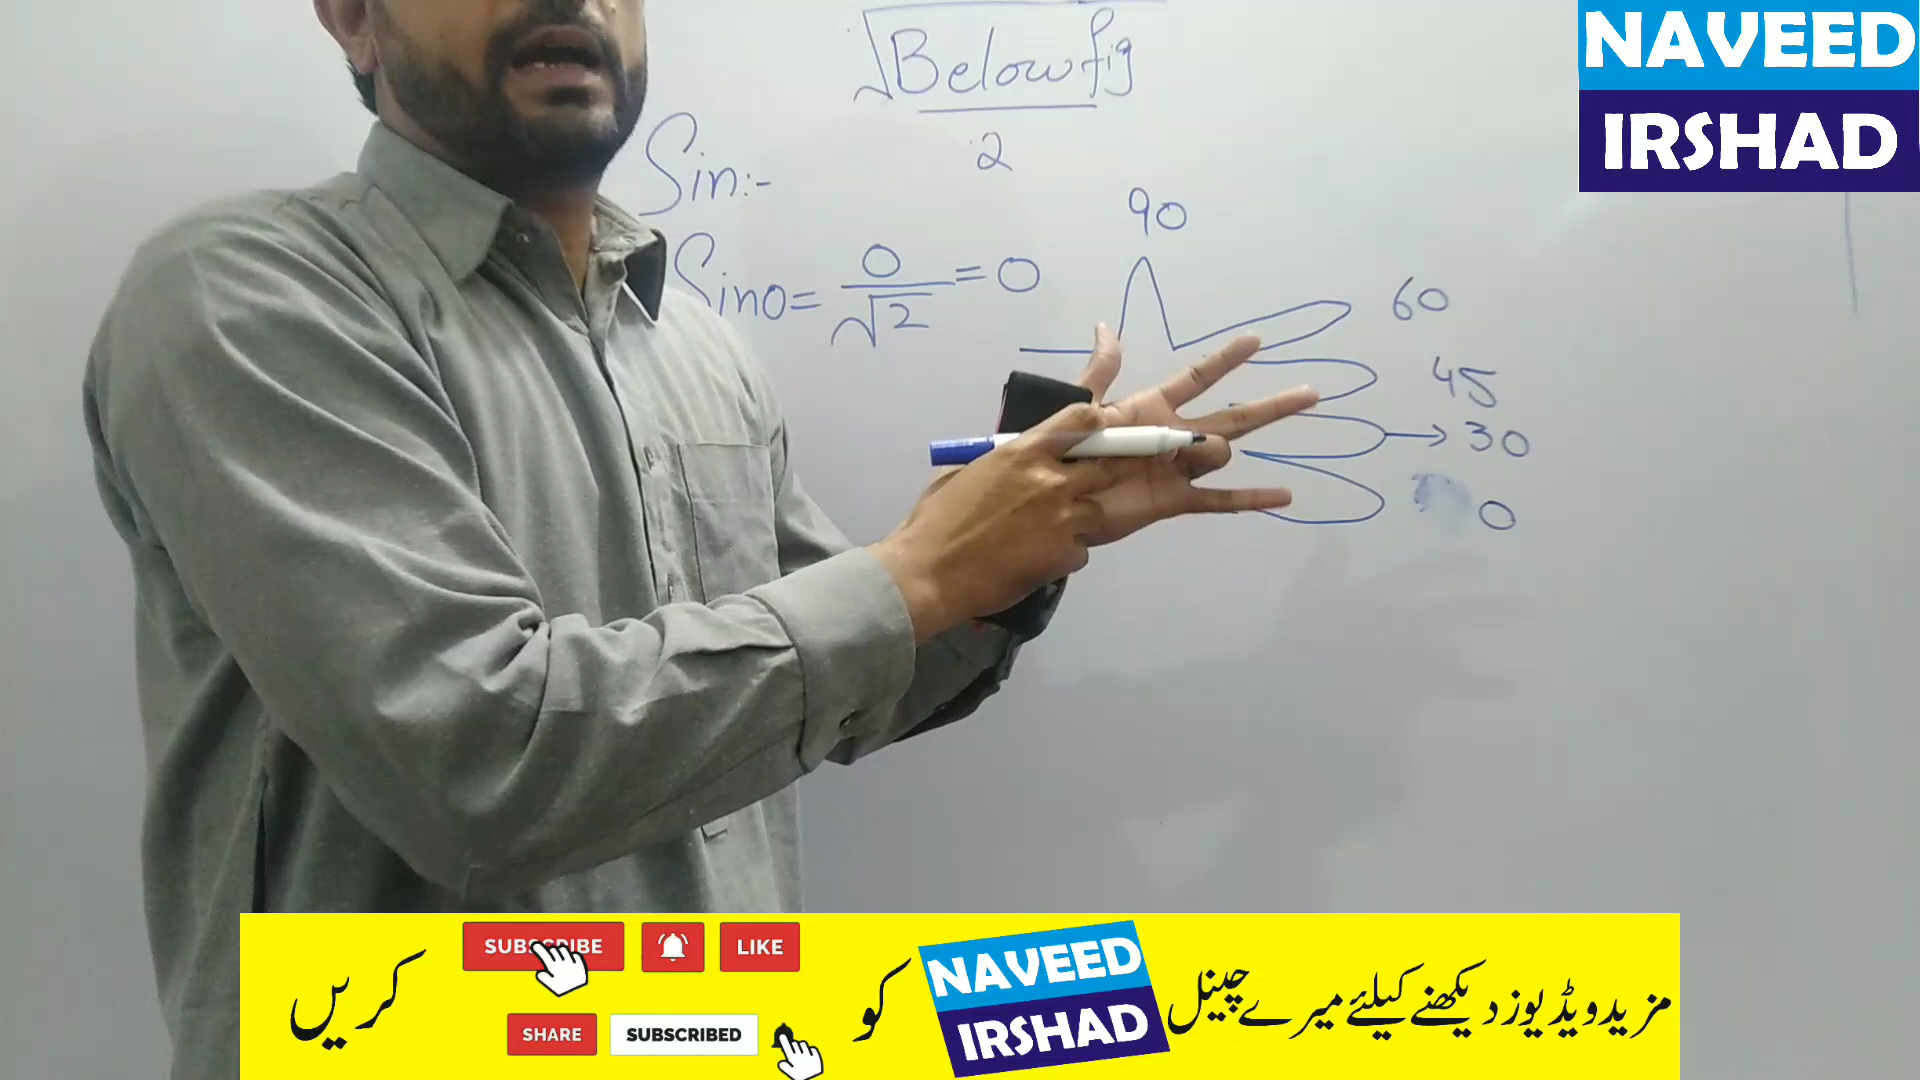 √Below fig
2
Sin:-
Sin0 = 0/√2 = 0
90
60
45
30
0
NAVEED
IRSHAD
مزید ویڈیوز دیکھنے کیلئے میرے چینل NAVEED IRSHAD کو SUBSCRIBE LIKE کریں
SHARE SUBSCRIBED